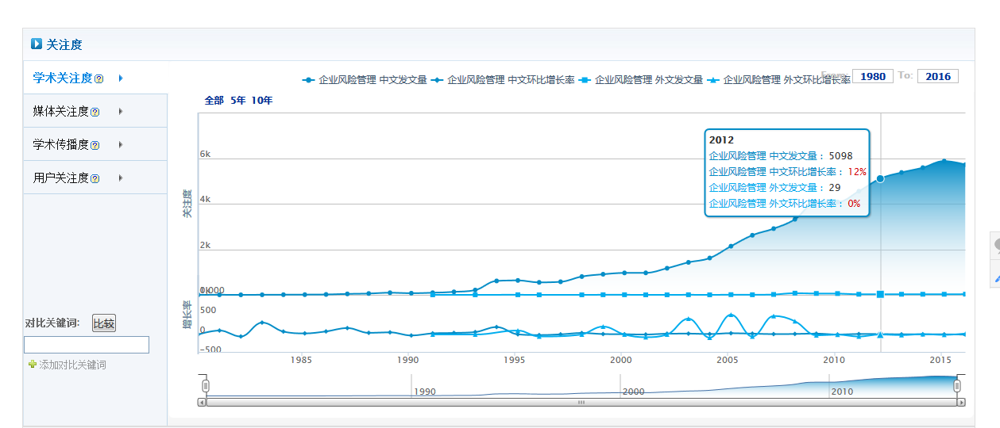 关注度
学术关注度
媒体关注度
学术传播度
用户关注度
对比关键词: 比较
添加对比关键词
企业风险管理 中文发文量 企业风险管理 中文环比增长率 企业风险管理 外文发文量 企业风险管理 外文环比增长率
From: 1980 To: 2016
全部 5年 10年
2012
企业风险管理 中文发文量： 5098
企业风险管理 中文环比增长率： 12%
企业风险管理 外文发文量： 29
企业风险管理 外文环比增长率： 0%
关注度
6k
4k
2k
增长率
500
0
-500
1985 1990 1995 2000 2005 2010 2015
1990 2000 2010